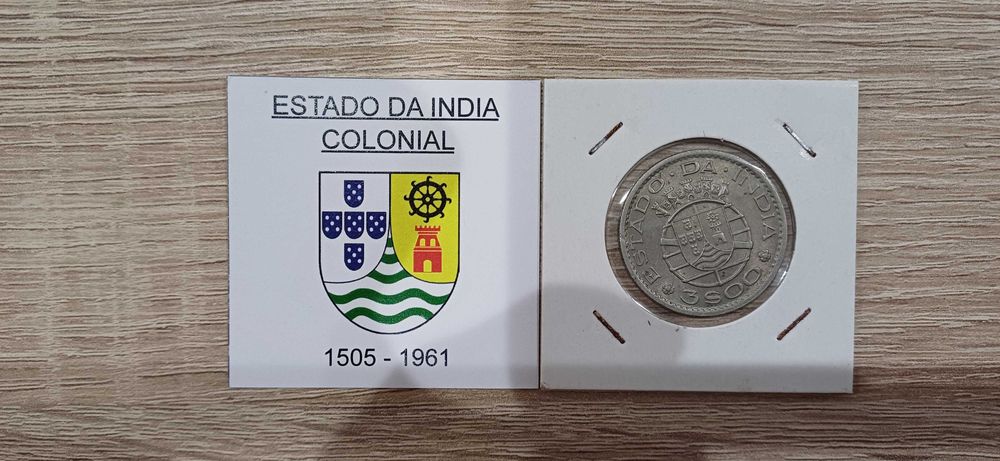 ESTADO DA INDIA
COLONIAL
1505 - 1961
ESTADO · DA · INDIA
3$00